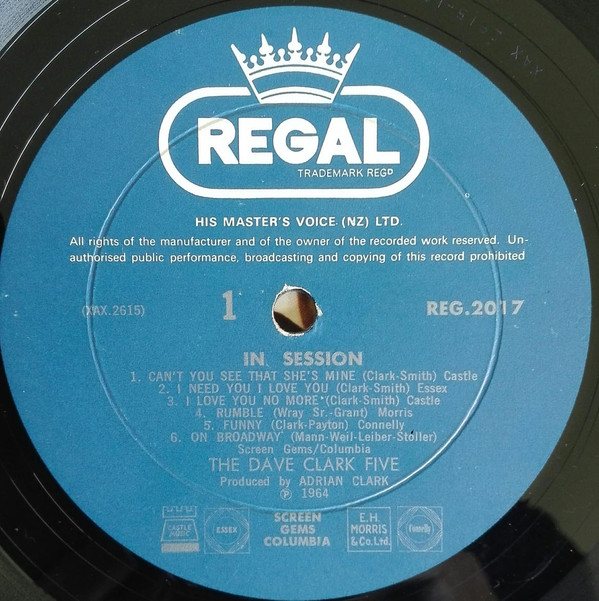 REGAL
TRADEMARK REGD
HIS MASTER'S VOICE (NZ) LTD.
All rights of the manufacturer and of the owner of the recorded work reserved. Un-
authorised public performance, broadcasting and copying of this record prohibited
(XAX.2615) 1 REG.2017
IN SESSION
1. CAN'T YOU SEE THAT SHE'S MINE (Clark-Smith) Castle
2. I NEED YOU I LOVE YOU (Clark-Smith) Essex
3. I LOVE YOU NO MORE (Clark-Smith) Castle
4. RUMBLE (Wray Sr.-Grant) Morris
5. FUNNY (Clark-Payton) Connelly
6. ON BROADWAY (Mann-Weil-Leiber-Stoller)
Screen Gems/Columbia
THE DAVE CLARK FIVE
Produced by ADRIAN CLARK
℗ 1964
CASTLE MUSIC ESSEX SCREEN GEMS COLUMBIA E.H. MORRIS & Co. Ltd. Connelly